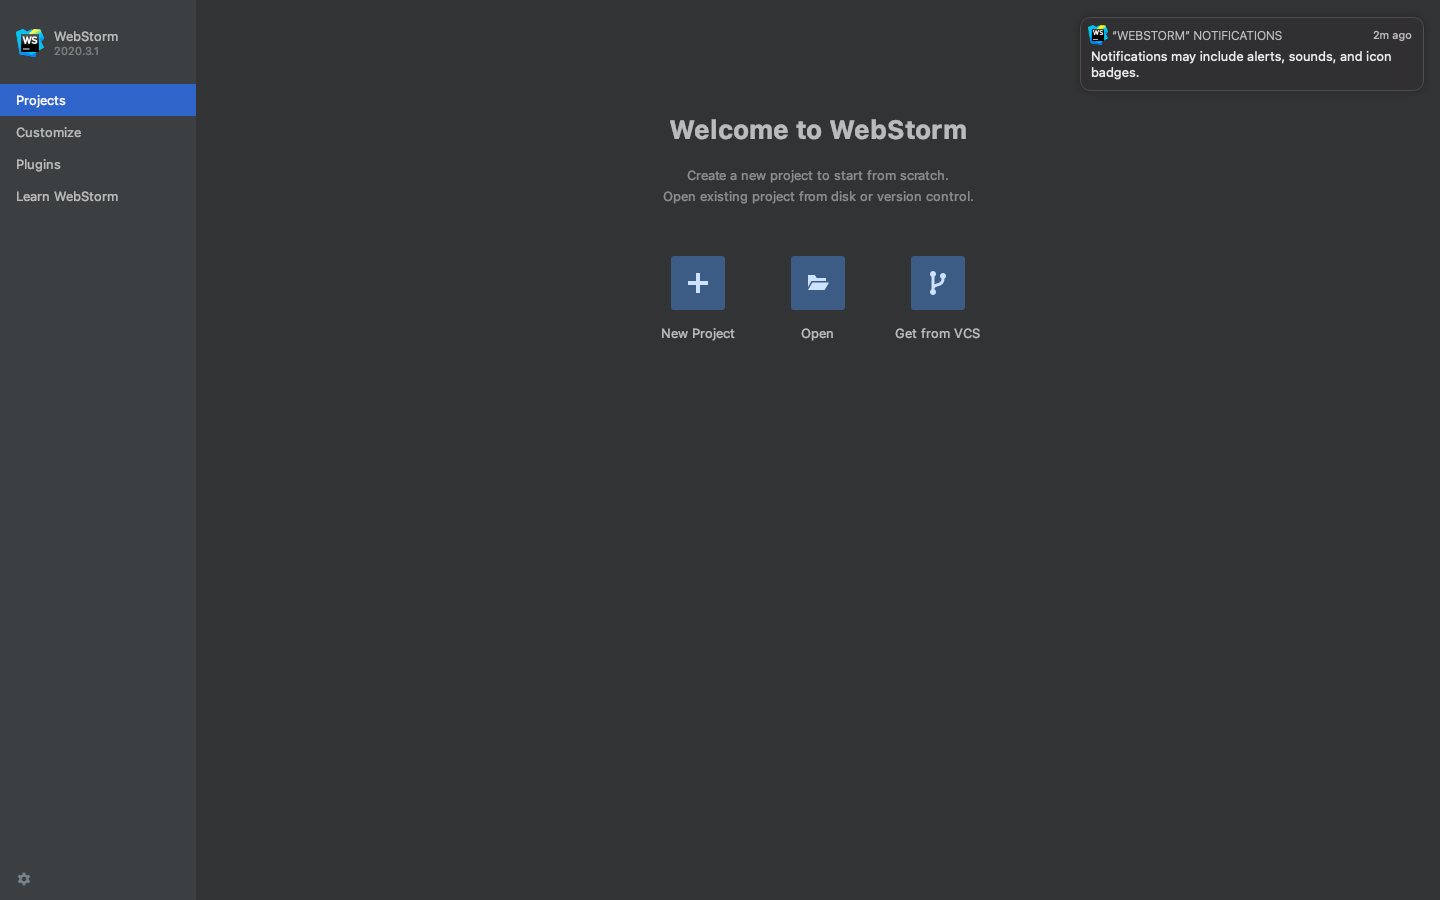 WS
WebStorm
2020.3.1
Projects
Customize
Plugins
Learn WebStorm
WS
“WEBSTORM” NOTIFICATIONS
2m ago
Notifications may include alerts, sounds, and icon
badges.
Welcome to WebStorm
Create a new project to start from scratch.
Open existing project from disk or version control.
New Project
Open
Get from VCS